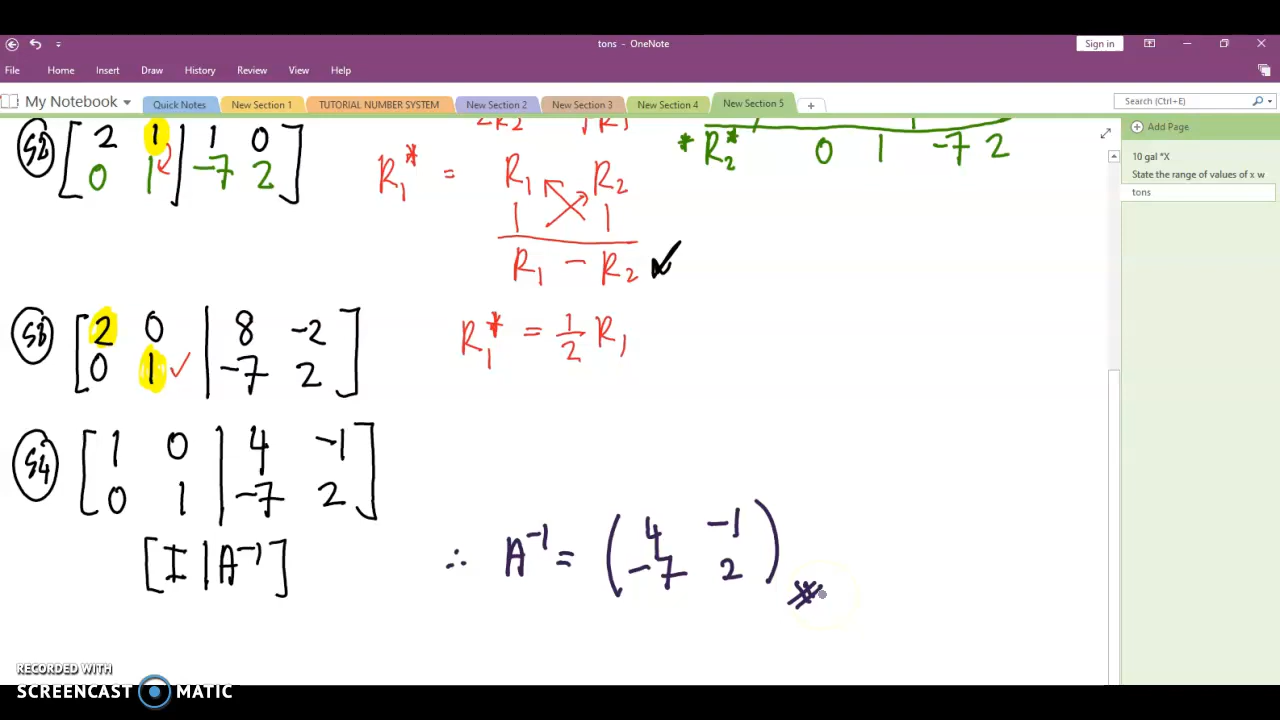 tons - OneNote
Sign in
File Home Insert Draw History Review View Help
My Notebook Quick Notes New Section 1 TUTORIAL NUMBER SYSTEM New Section 2 New Section 3 New Section 4 New Section 5 Search (Ctrl+E)
Add Page
10 gal *X
State the range of values of x w
tons
S2 [2 1 | 1 0
0 1 | -7 2]
R1* = R1 R2
1 1
R1 - R2 ✓
* R2* 0 1 -7 2
S3 [2 0 | 8 -2
0 1 ✓ | -7 2]
R1* = 1/2 R1
S4 [1 0 | 4 -1
0 1 | -7 2]
[I | A⁻¹]
∴ A⁻¹ = (4 -1
-7 2)
RECORDED WITH
SCREENCAST MATIC